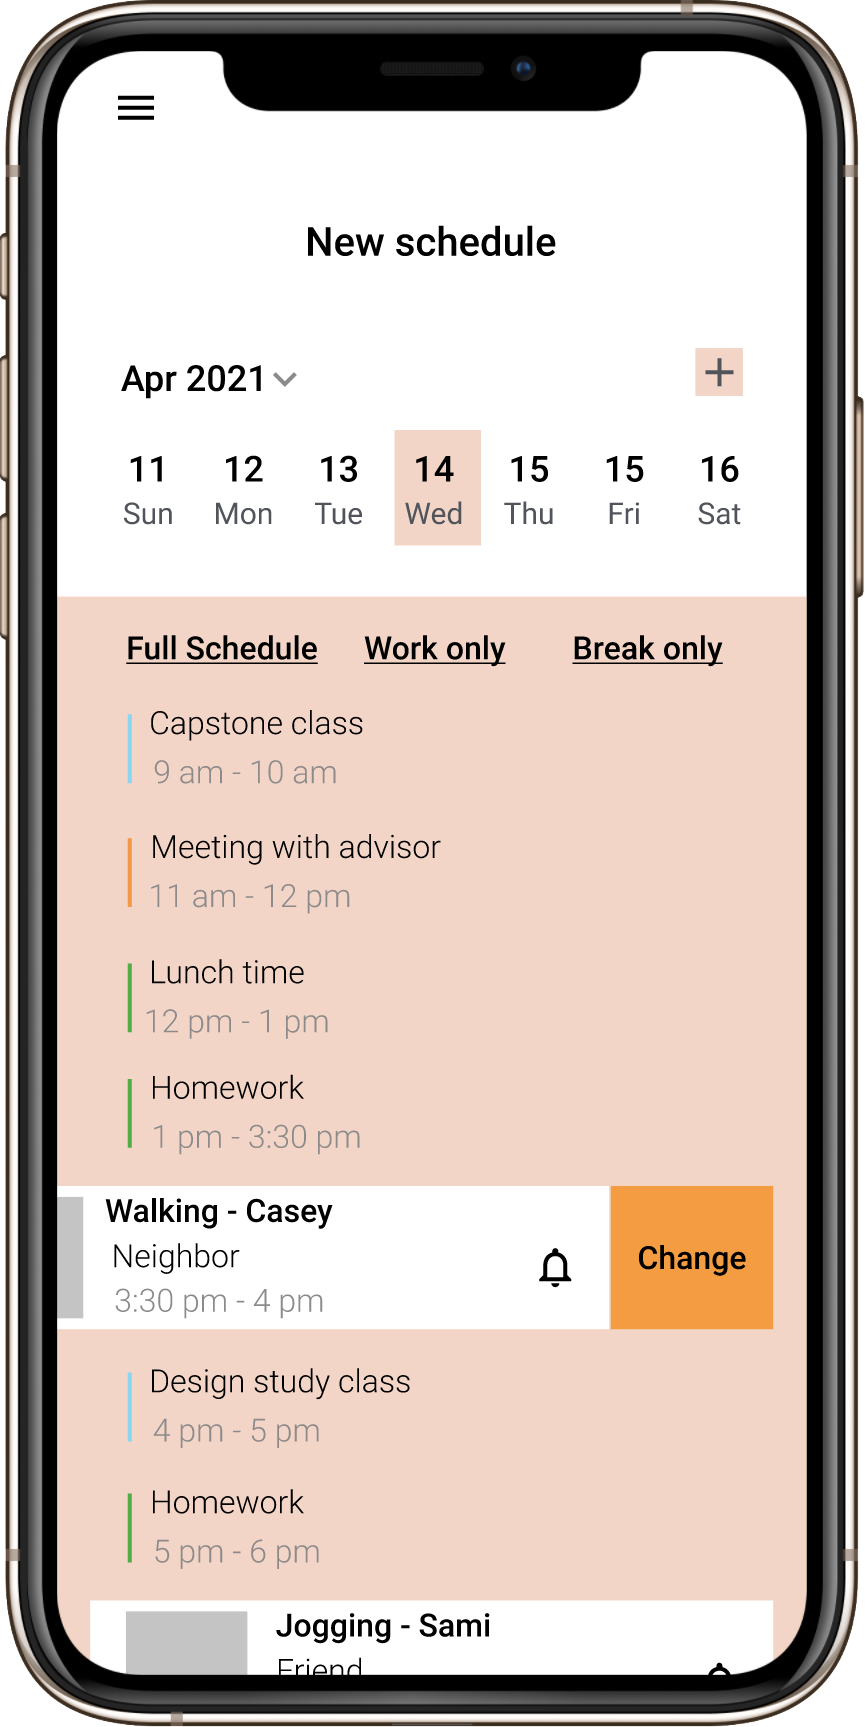 New schedule
Apr 2021
11 12 13 14 15 15 16
Sun Mon Tue Wed Thu Fri Sat
Full Schedule Work only Break only
Capstone class
9 am - 10 am
Meeting with advisor
11 am - 12 pm
Lunch time
12 pm - 1 pm
Homework
1 pm - 3:30 pm
Walking - Casey
Neighbor
3:30 pm - 4 pm
Change
Design study class
4 pm - 5 pm
Homework
5 pm - 6 pm
Jogging - Sami
Friend